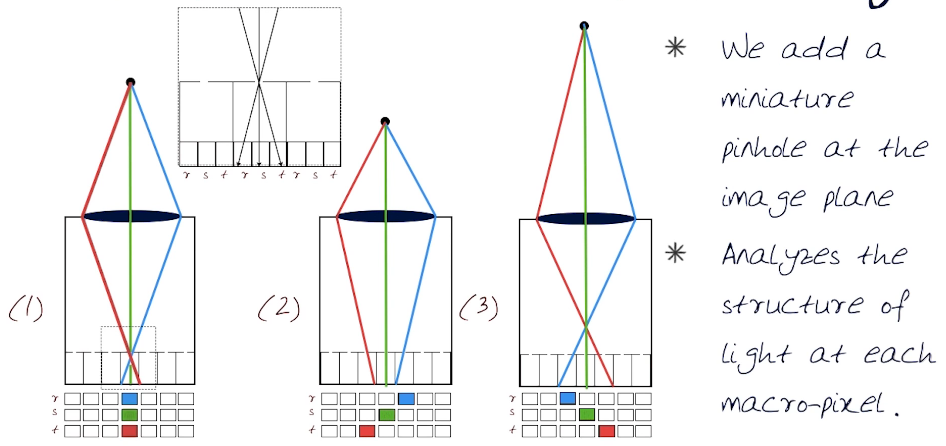 r s t r s t r s t
(1)
(2)
(3)
r
s
t
r
s
t
r
s
t
* We add a
miniature
pinhole at the
image plane
* Analyzes the
structure of
light at each
macro-pixel.